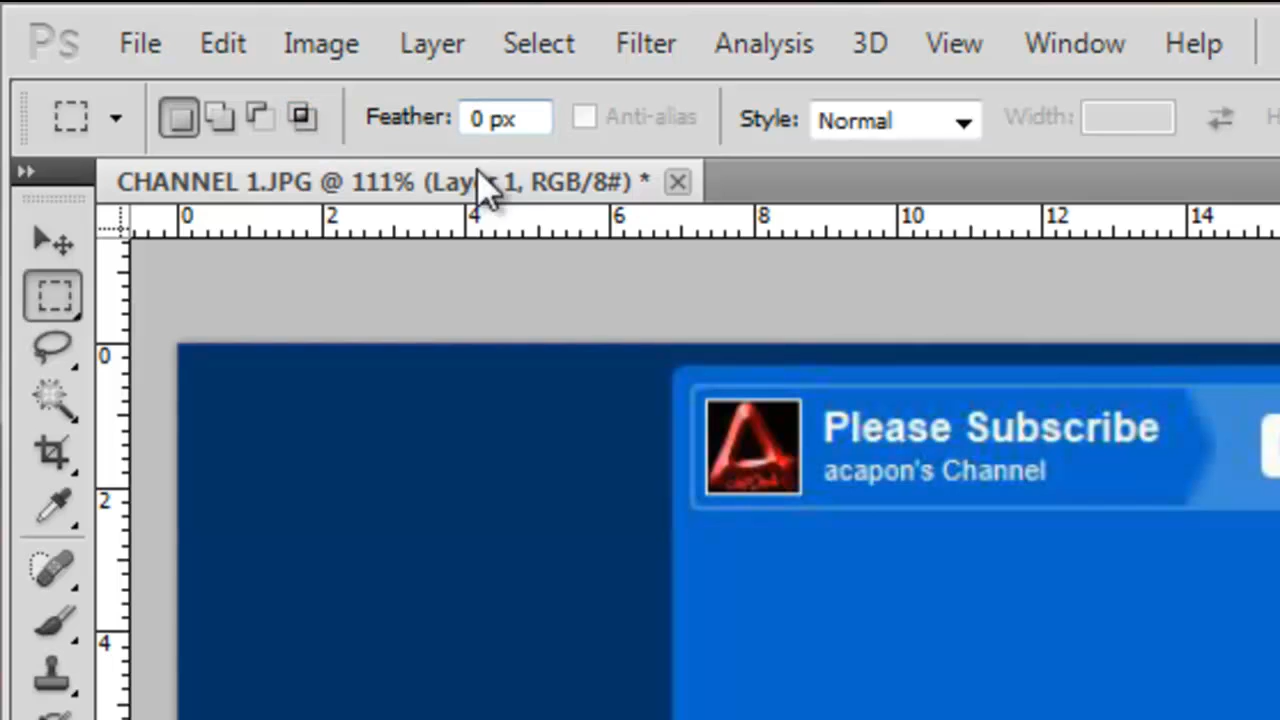 Ps File Edit Image Layer Select Filter Analysis 3D View Window Help
Feather: 0 px Anti-alias Style: Normal Width: H
CHANNEL 1.JPG @ 111% (Layer 1, RGB/8#) *
0 2 4 6 8 10 12 14
0
Please Subscribe
acapon's Channel
2
4